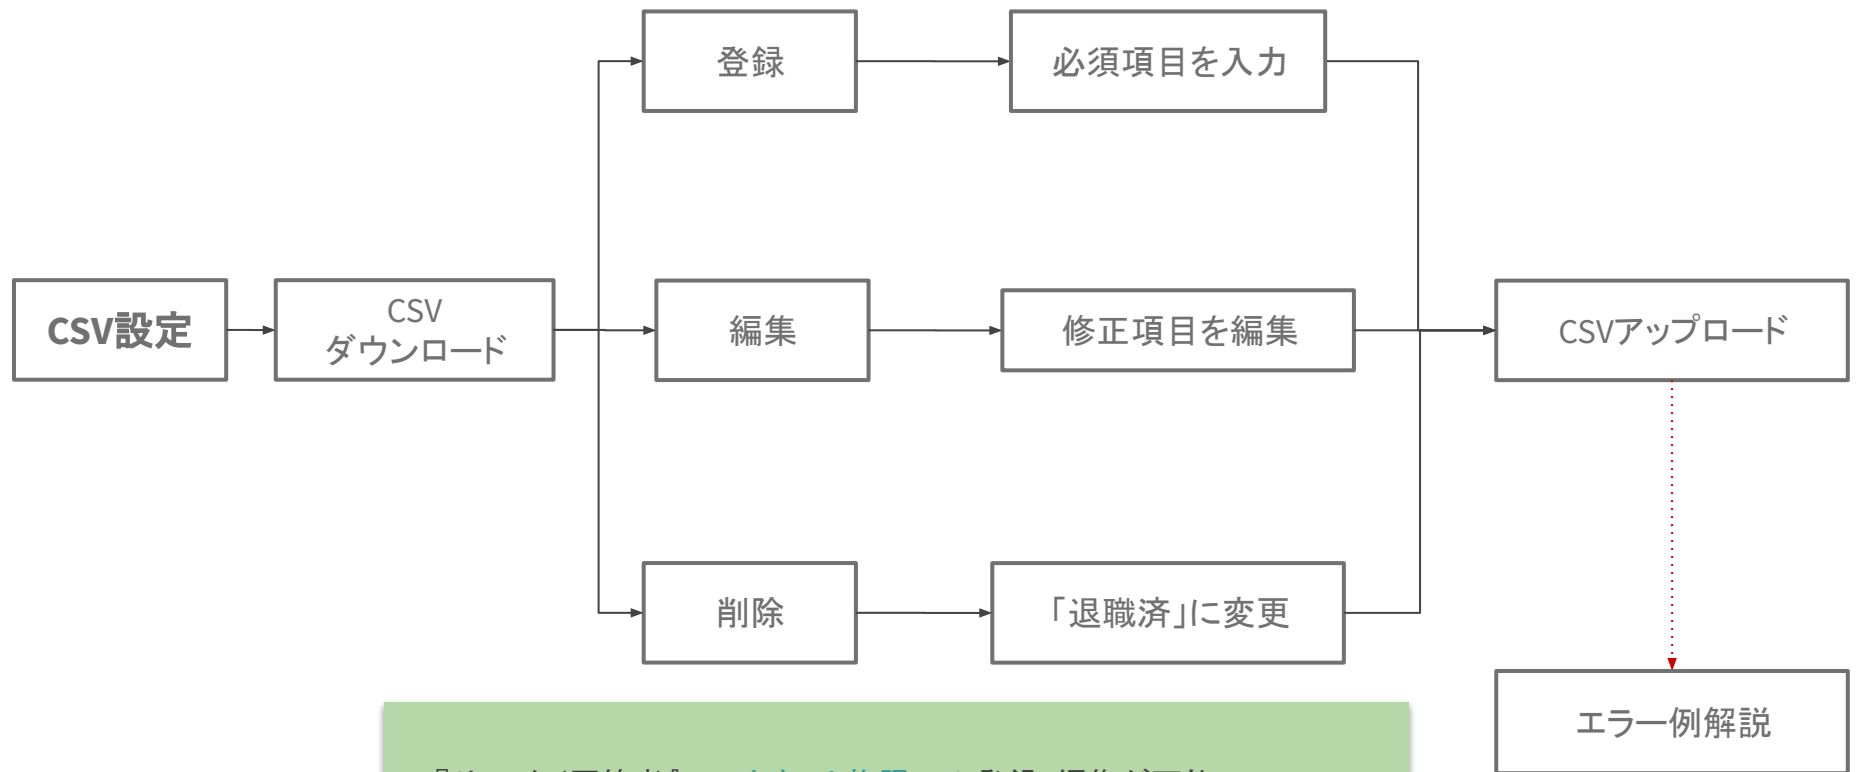 登録
必須項目を入力
CSV設定
CSV
ダウンロード
編集
修正項目を編集
CSVアップロード
削除
「退職済」に変更
エラー例解説